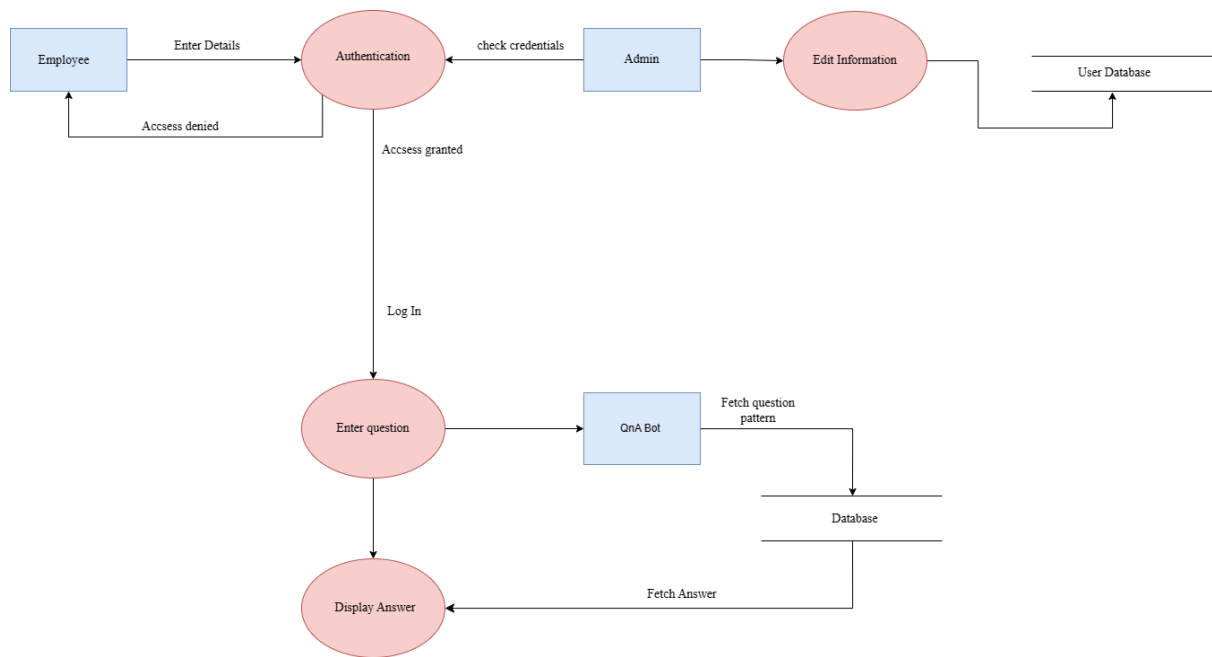 Enter Details
check credentials
Employee
Authentication
Admin
Edit Information
User Database
Accsess denied
Accsess granted
Log In
Fetch question
pattern
Enter question
QnA Bot
Database
Fetch Answer
Display Answer